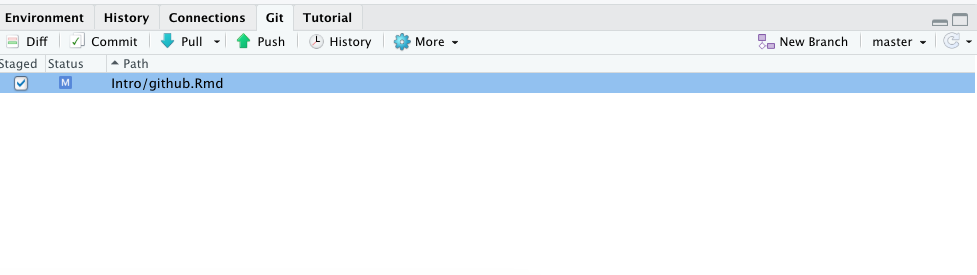 Environment History Connections Git Tutorial
Diff Commit Pull Push History More New Branch master
Staged Status Path
M Intro/github.Rmd